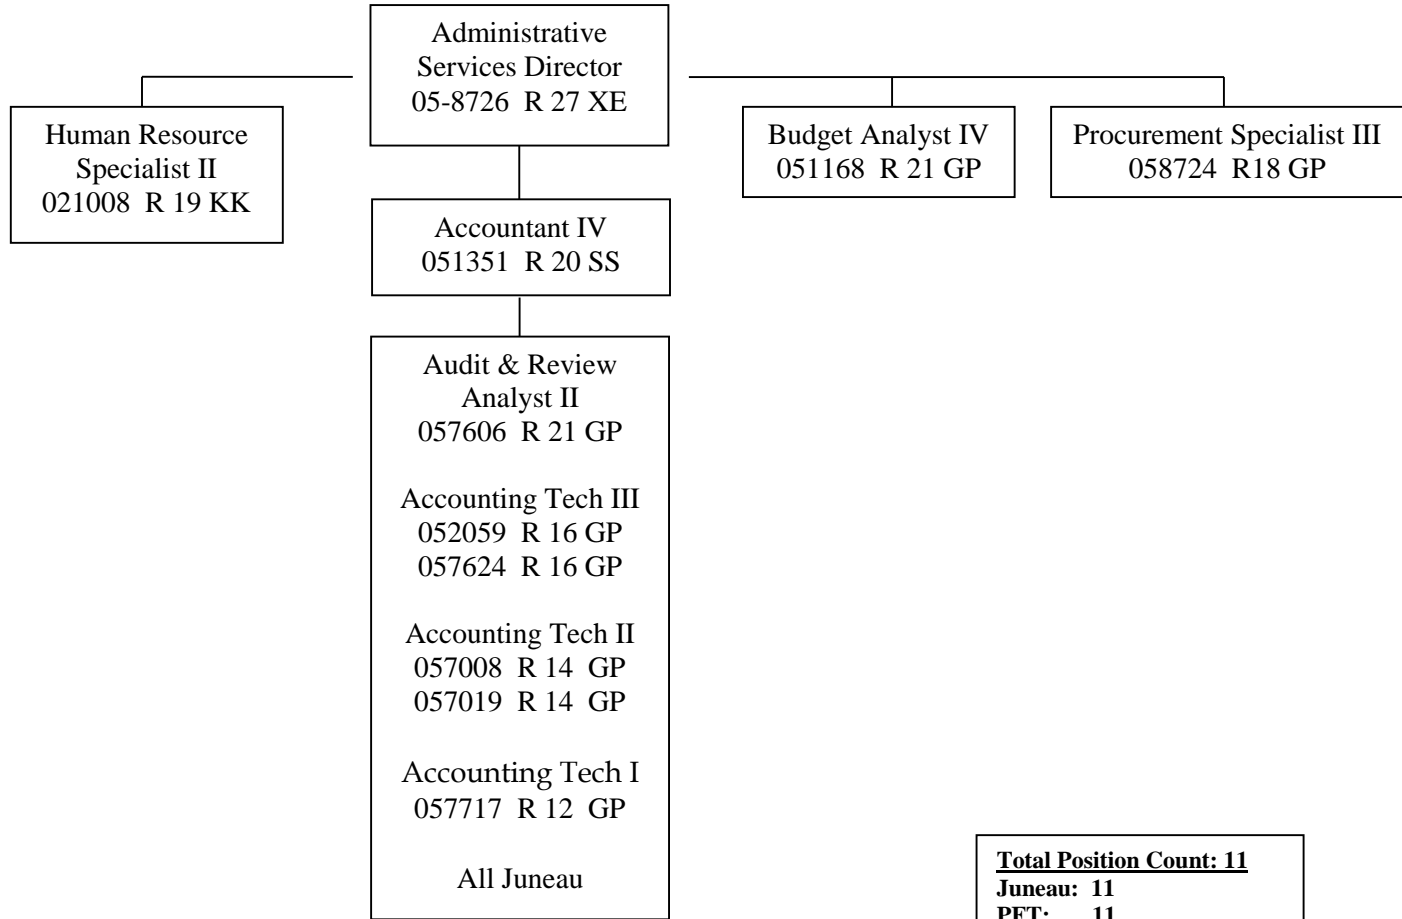 Administrative
Services Director
05-8726  R 27 XE
Human Resource
Specialist II
021008  R 19 KK
Budget Analyst IV
051168  R 21 GP
Procurement Specialist III
058724  R18 GP
Accountant IV
051351  R 20 SS
Audit & Review
Analyst II
057606  R 21 GP
Accounting Tech III
052059  R 16 GP
057624  R 16 GP
Accounting Tech II
057008  R 14  GP
057019  R 14  GP
Accounting Tech I
057717  R 12  GP
All Juneau
Total Position Count: 11
Juneau:  11
PFT:      11